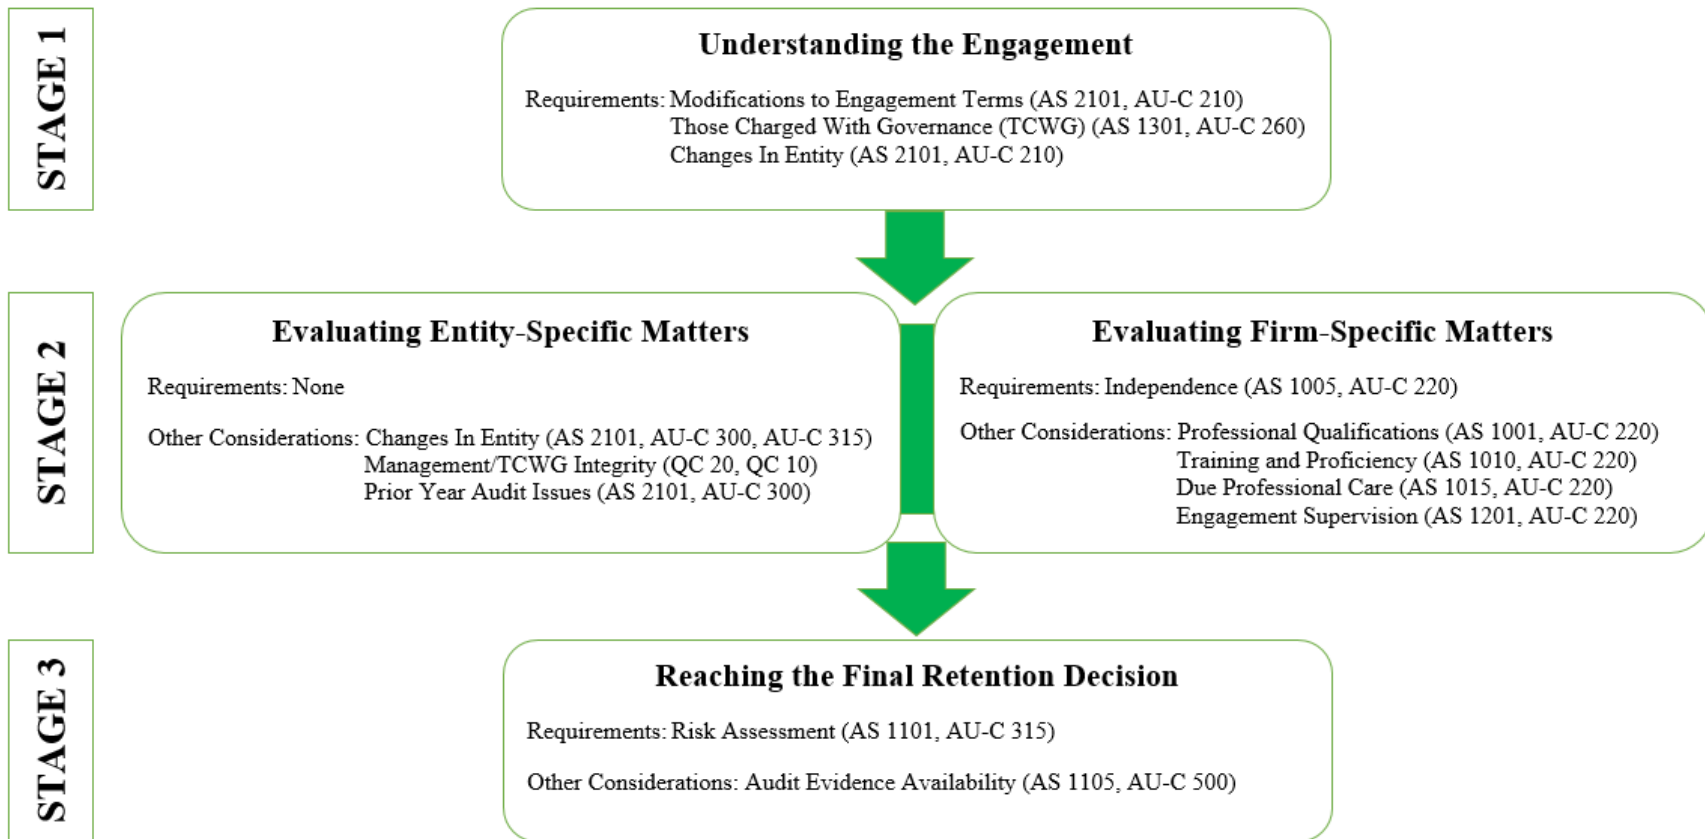 STAGE 1
Understanding the Engagement
Requirements: Modifications to Engagement Terms (AS 2101, AU-C 210)
Those Charged With Governance (TCWG) (AS 1301, AU-C 260)
Changes In Entity (AS 2101, AU-C 210)
STAGE 2
Evaluating Entity-Specific Matters
Requirements: None
Other Considerations: Changes In Entity (AS 2101, AU-C 300, AU-C 315)
Management/TCWG Integrity (QC 20, QC 10)
Prior Year Audit Issues (AS 2101, AU-C 300)
Evaluating Firm-Specific Matters
Requirements: Independence (AS 1005, AU-C 220)
Other Considerations: Professional Qualifications (AS 1001, AU-C 220)
Training and Proficiency (AS 1010, AU-C 220)
Due Professional Care (AS 1015, AU-C 220)
Engagement Supervision (AS 1201, AU-C 220)
STAGE 3
Reaching the Final Retention Decision
Requirements: Risk Assessment (AS 1101, AU-C 315)
Other Considerations: Audit Evidence Availability (AS 1105, AU-C 500)